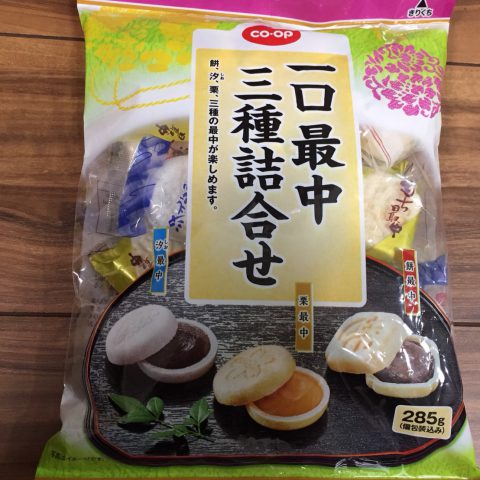 きりくち
co·op
一口最中
三種詰合せ
餅、汐、栗、三種の最中が楽しめます。
しお
汐最中
栗最中
餅最中
285g
(個包装込み)